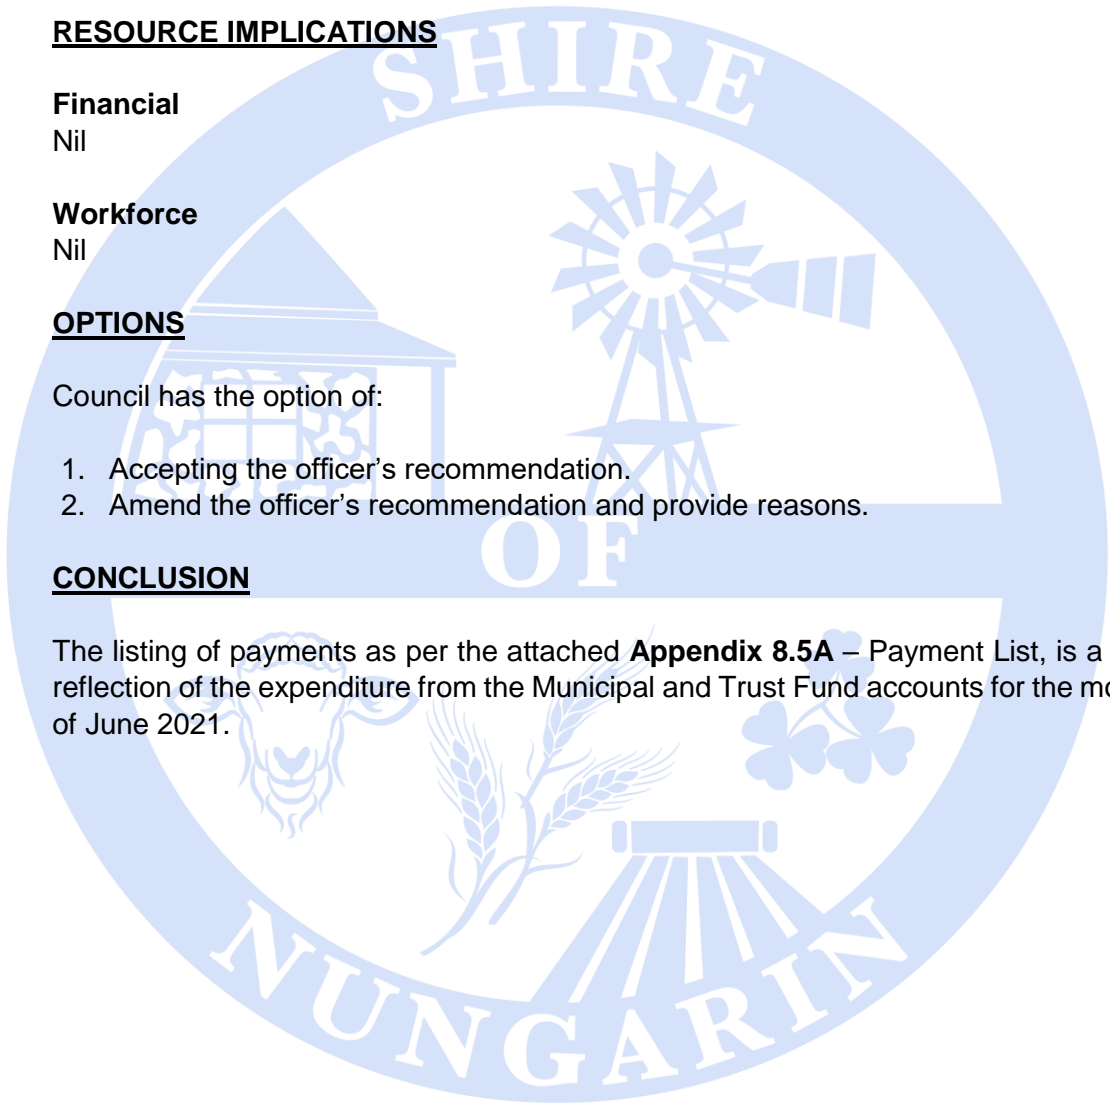 RESOURCE IMPLICATIONS
Financial
Nil
Workforce
Nil
OPTIONS
Council has the option of:
1. Accepting the officer’s recommendation.
2. Amend the officer’s recommendation and provide reasons.
CONCLUSION
The listing of payments as per the attached Appendix 8.5A – Payment List, is a
reflection of the expenditure from the Municipal and Trust Fund accounts for the
of June 2021.
SHIRE
OF
NUNGARIN